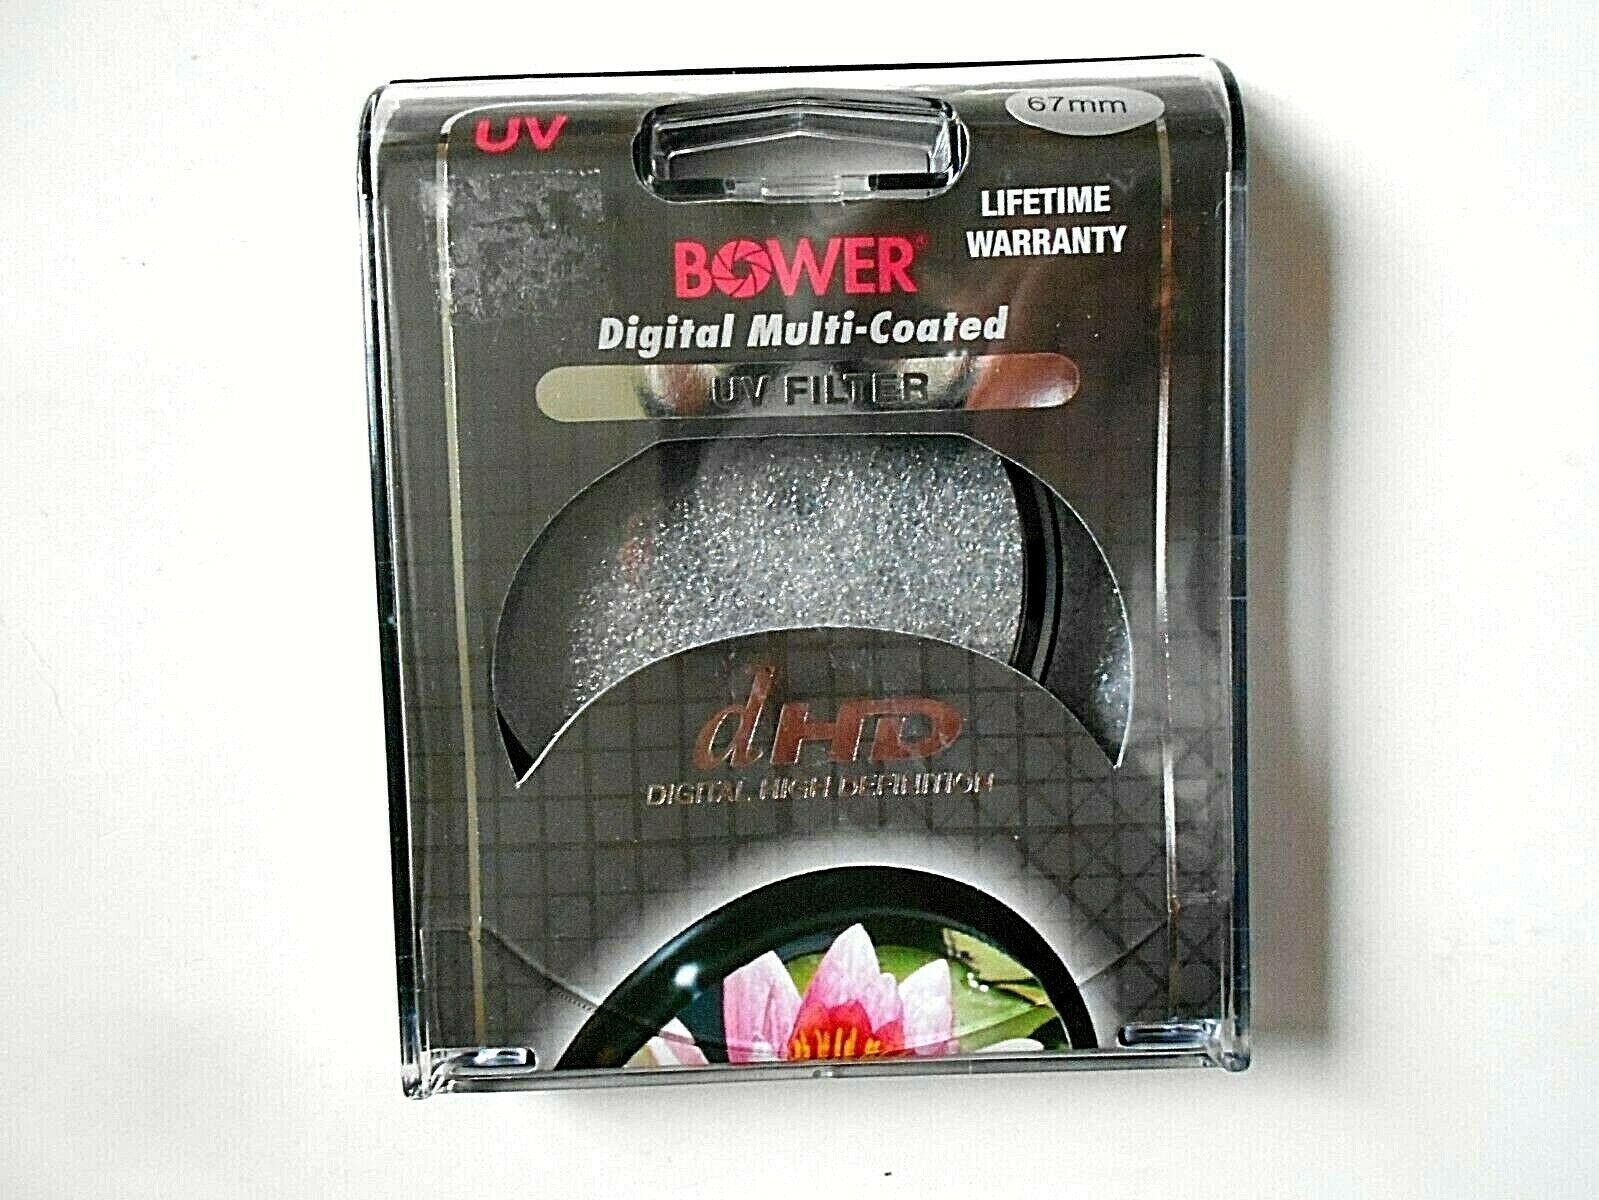 UV
67mm
LIFETIME
WARRANTY
BOWER®
Digital Multi-Coated
UV FILTER
dHD
DIGITAL HIGH DEFINITION